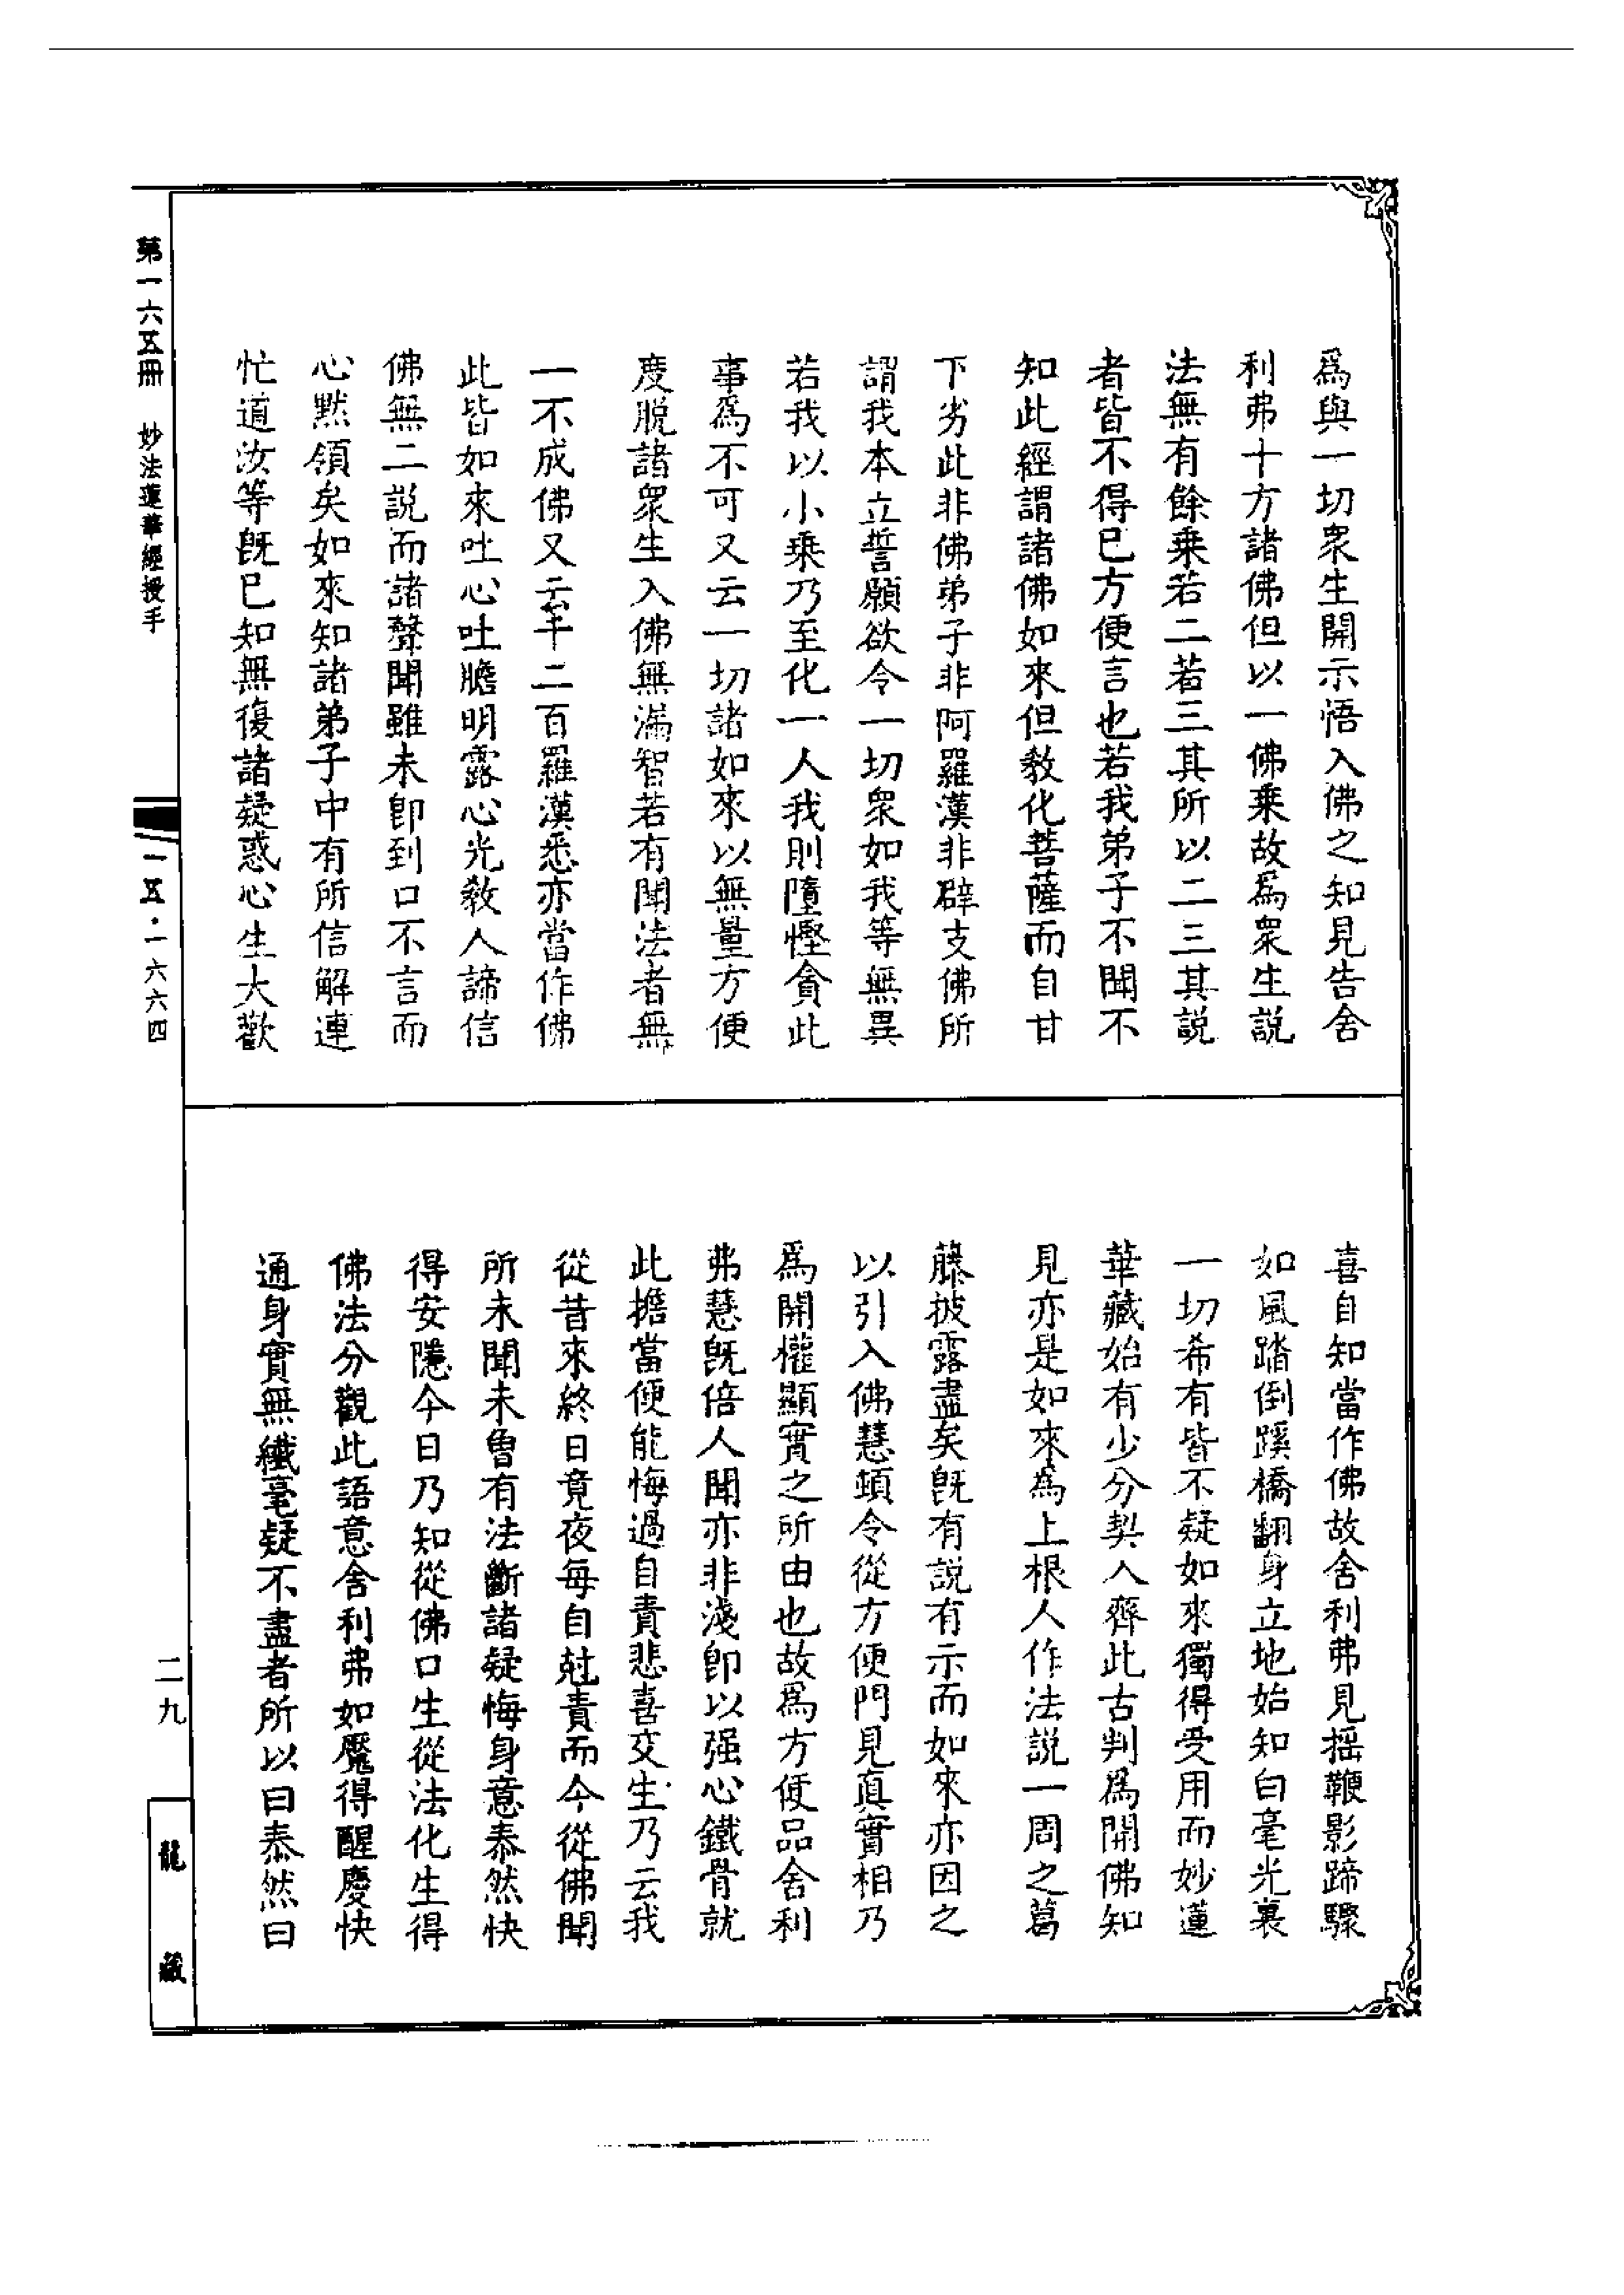 爲與一切衆生開示悟入佛之知見告舍
利弗十方諸佛但以一佛乗故爲衆生説
法無有餘乗若二若三其所以二三其説
者皆不得已方便言也若我弟子不聞不
知此經謂諸佛如來但教化菩薩而自甘
下劣此非佛弟子非阿羅漢非辟支佛所
謂我本立誓願欲令一切衆如我等無異
若我以小乗乃至化一人我則墮慳貪此
事爲不可又云一切諸如來以無量方便
度脱諸衆生入佛無漏智若有聞法者無
一不成佛又云千二百羅漢悉亦當作佛
此皆如來吐心吐膽明露心光教人諦信
佛無二説而諸聲聞雖未卽到口不言而
心黙領矣如來知諸弟子中有所信解連
忙道汝等旣已知無復諸疑惑心生大歡
喜自知當作佛故舍利弗見摇鞭影蹄驟
如風踏倒蹊橋翻身立地始知白毫光裏
一切希有皆不疑如來獨得受用而妙蓮
華藏始有少分契入齊此古判爲開佛知
見亦是如來為上根人作法説一周之葛
藤披露盡矣旣有説有示而如來亦因之
以引入佛慧頓令從方便門見真實相乃
爲開權顯實之所由也故爲方便品舍利
弗慧旣倍人聞亦非淺卽以强心鐵骨就
此擔當便能悔過自責悲喜交生乃云我
從昔來終日竟夜每自尅責而今從佛聞
所未聞未曾有法斷諸疑悔身意泰然快
得安隱今日乃知從佛口生從法化生得
佛法分觀此語意舍利弗如魘得醒慶快
通身實無纖毫疑不盡者所以曰泰然曰
第一六五冊　妙法蓮華經授手
一五·一六六四
二九
龍藏